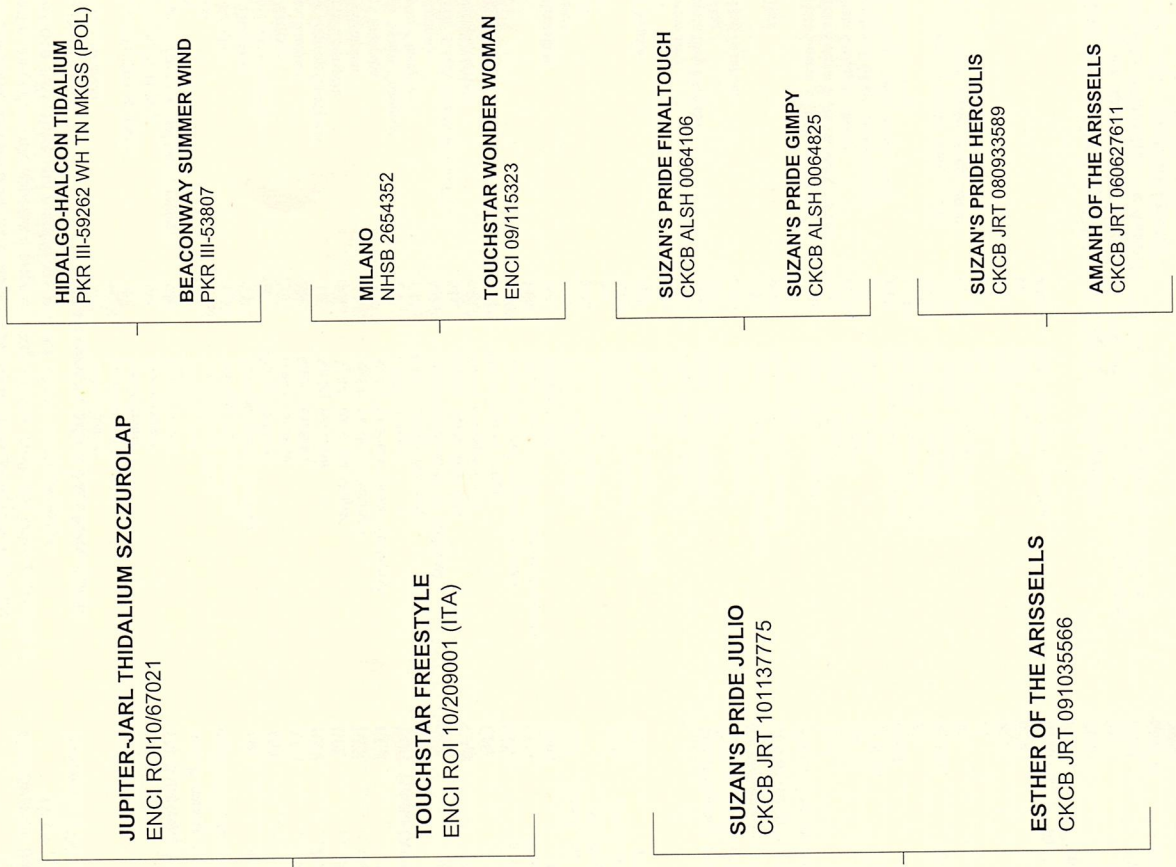 JUPITER-JARL THIDALIUM SZCZUROLAP
ENCI ROI10/67021
TOUCHSTAR FREESTYLE
ENCI ROI 10/209001 (ITA)
SUZAN'S PRIDE JULIO
CKCB JRT 101137775
ESTHER OF THE ARISSELLS
CKCB JRT 091035566
HIDALGO-HALCON TIDALIUM
PKR III-59262 WH TN MKGS (POL)
BEACONWAY SUMMER WIND
PKR III-53807
MILANO
NHSB 2654352
TOUCHSTAR WONDER WOMAN
ENCI 09/115323
SUZAN'S PRIDE FINALTOUCH
CKCB ALSH 0064106
SUZAN'S PRIDE GIMPY
CKCB ALSH 0064825
SUZAN'S PRIDE HERCULIS
CKCB JRT 080933589
AMANH OF THE ARISSELLS
CKCB JRT 060627611